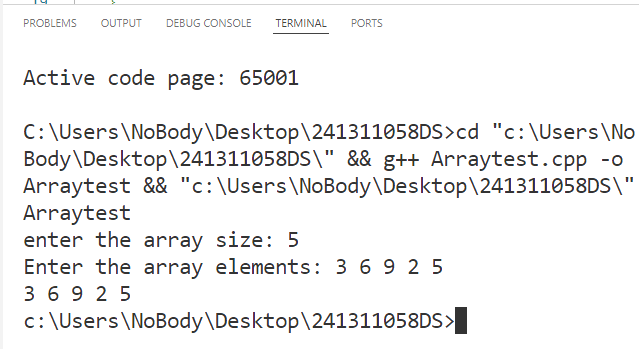 PROBLEMS OUTPUT DEBUG CONSOLE TERMINAL PORTS
Active code page: 65001
C:\Users\NoBody\Desktop\241311058DS>cd "c:\Users\No
Body\Desktop\241311058DS\" && g++ Arraytest.cpp -o
Arraytest && "c:\Users\NoBody\Desktop\241311058DS\"
Arraytest
enter the array size: 5
Enter the array elements: 3 6 9 2 5
3 6 9 2 5
c:\Users\NoBody\Desktop\241311058DS>